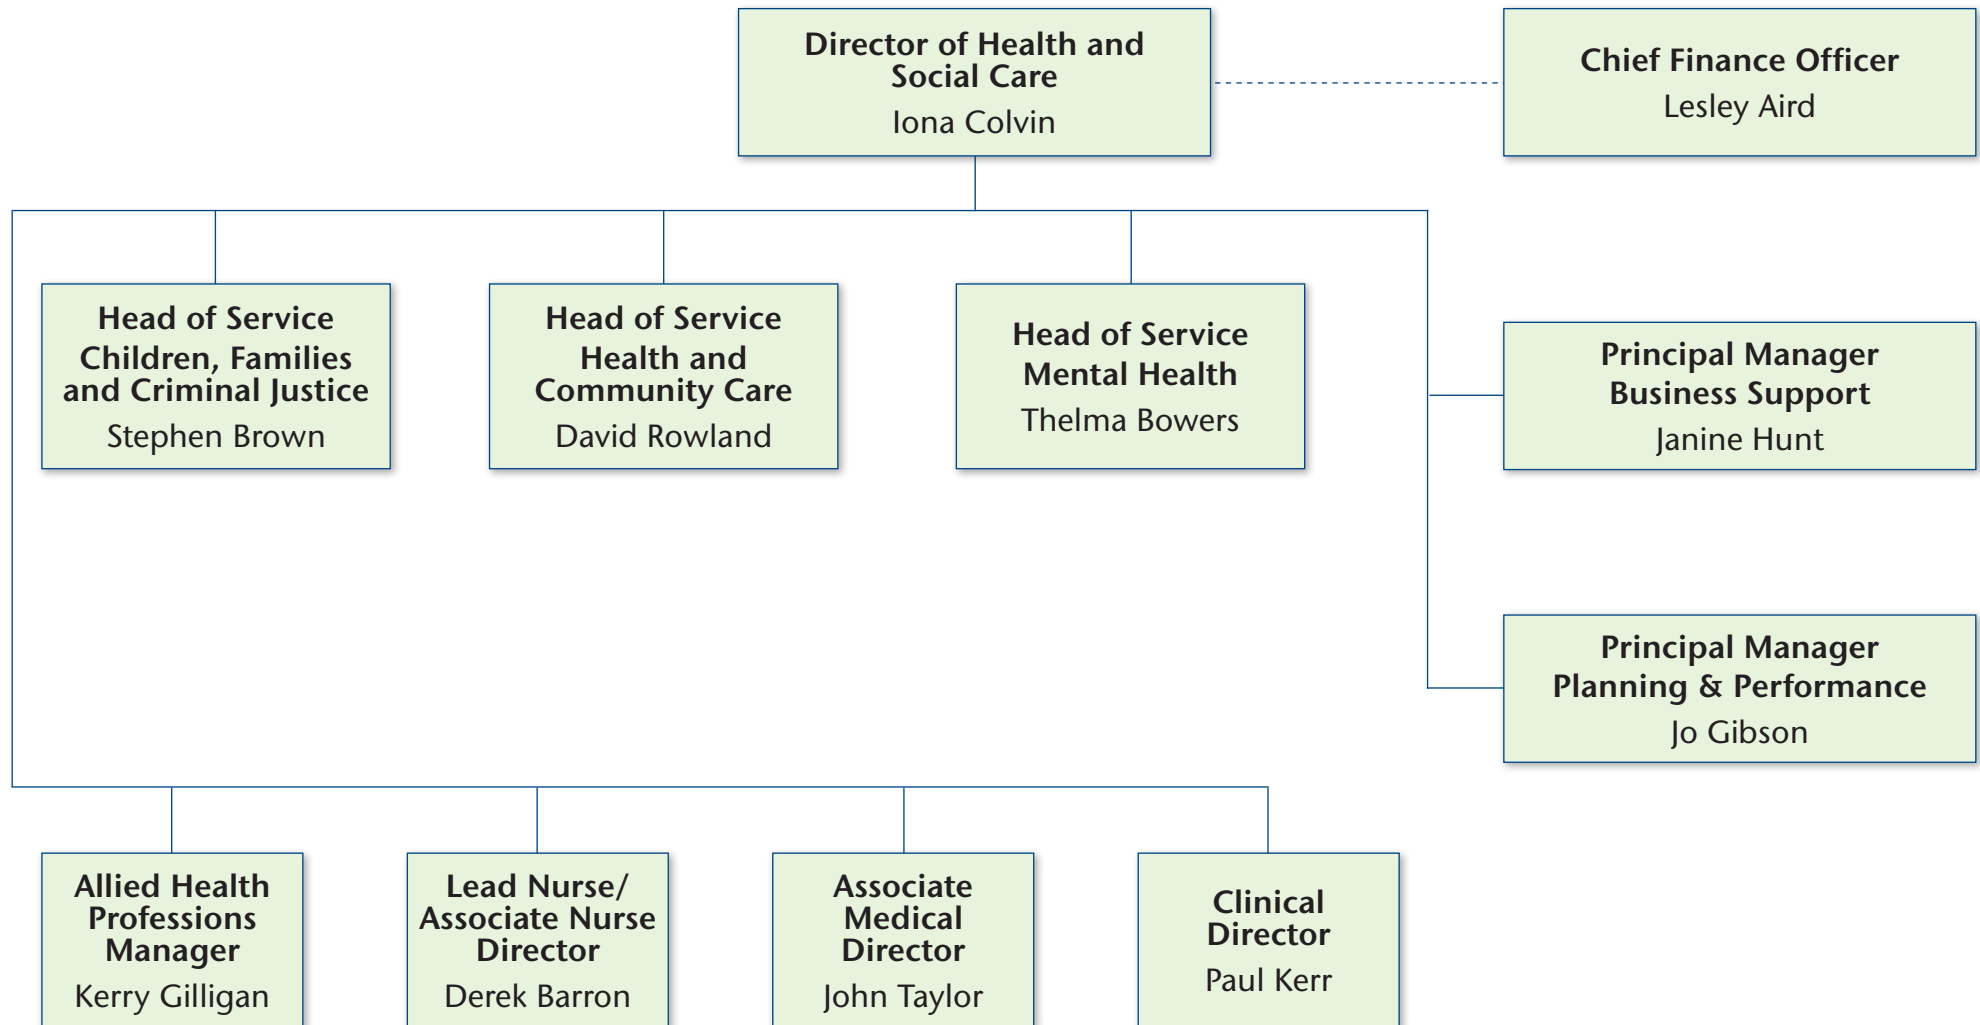 Director of Health and
Social Care
Iona Colvin
Chief Finance Officer
Lesley Aird
Head of Service
Children, Families
and Criminal Justice
Stephen Brown
Head of Service
Health and
Community Care
David Rowland
Head of Service
Mental Health
Thelma Bowers
Principal Manager
Business Support
Janine Hunt
Principal Manager
Planning & Performance
Jo Gibson
Allied Health
Professions
Manager
Kerry Gilligan
Lead Nurse/
Associate Nurse
Director
Derek Barron
Associate
Medical
Director
John Taylor
Clinical
Director
Paul Kerr